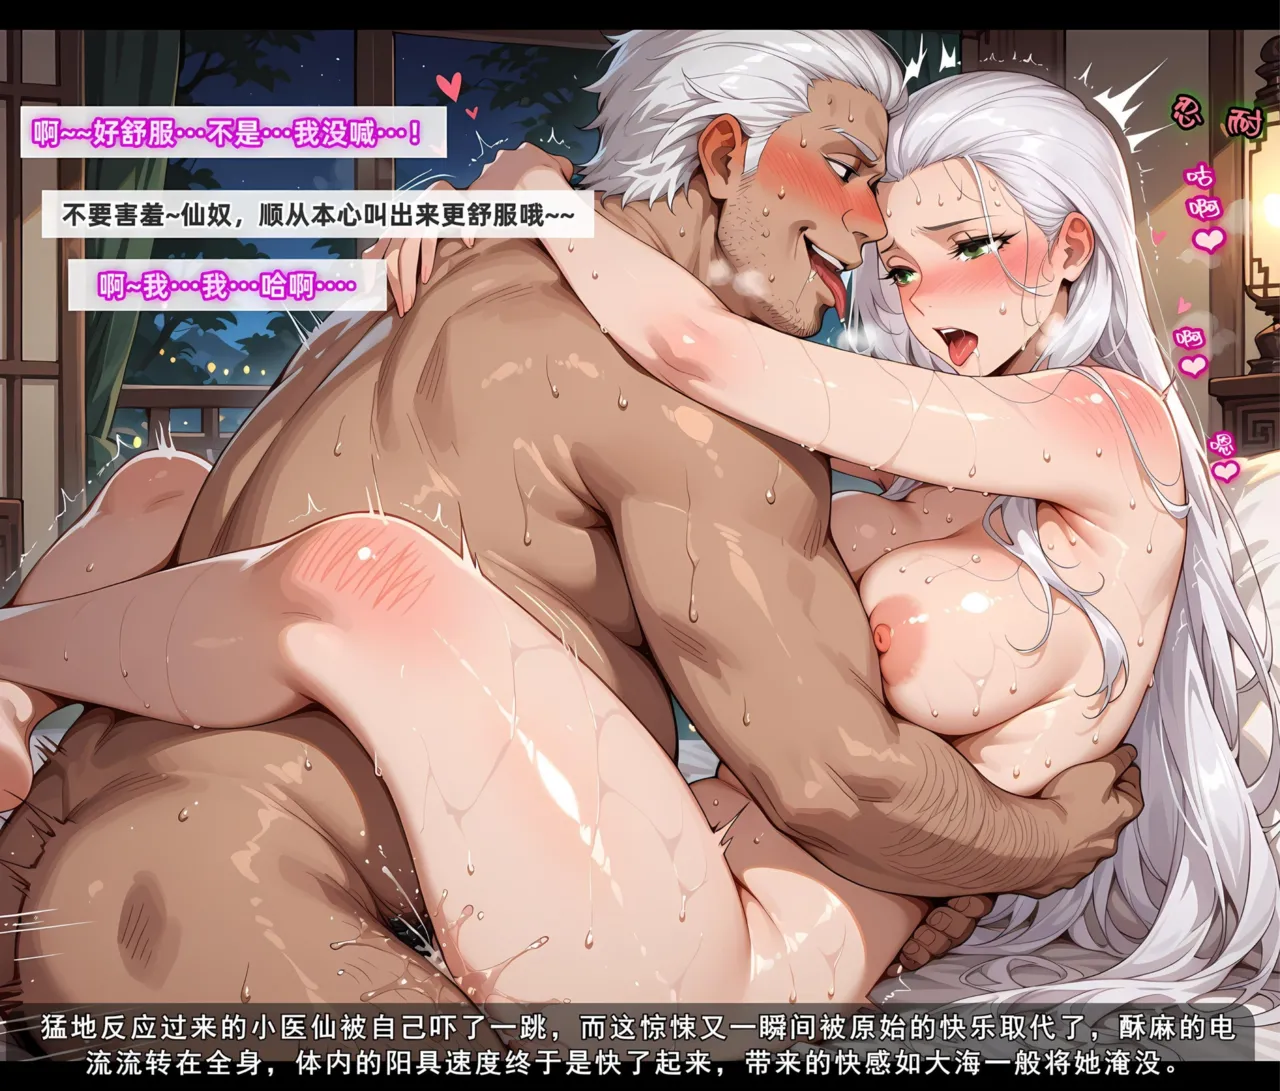 啊~~好舒服…不是…我没喊…！
不要害羞~仙奴，顺从本心叫出来更舒服哦~~
啊~我…我…哈啊…·
忍 耐
咕
啊
啊
嗯
猛地反应过来的小医仙被自己吓了一跳，而这惊悚又一瞬间被原始的快乐取代了，酥麻的电
流流转在全身，体内的阳具速度终于是快了起来，带来的快感如大海一般将她淹没。